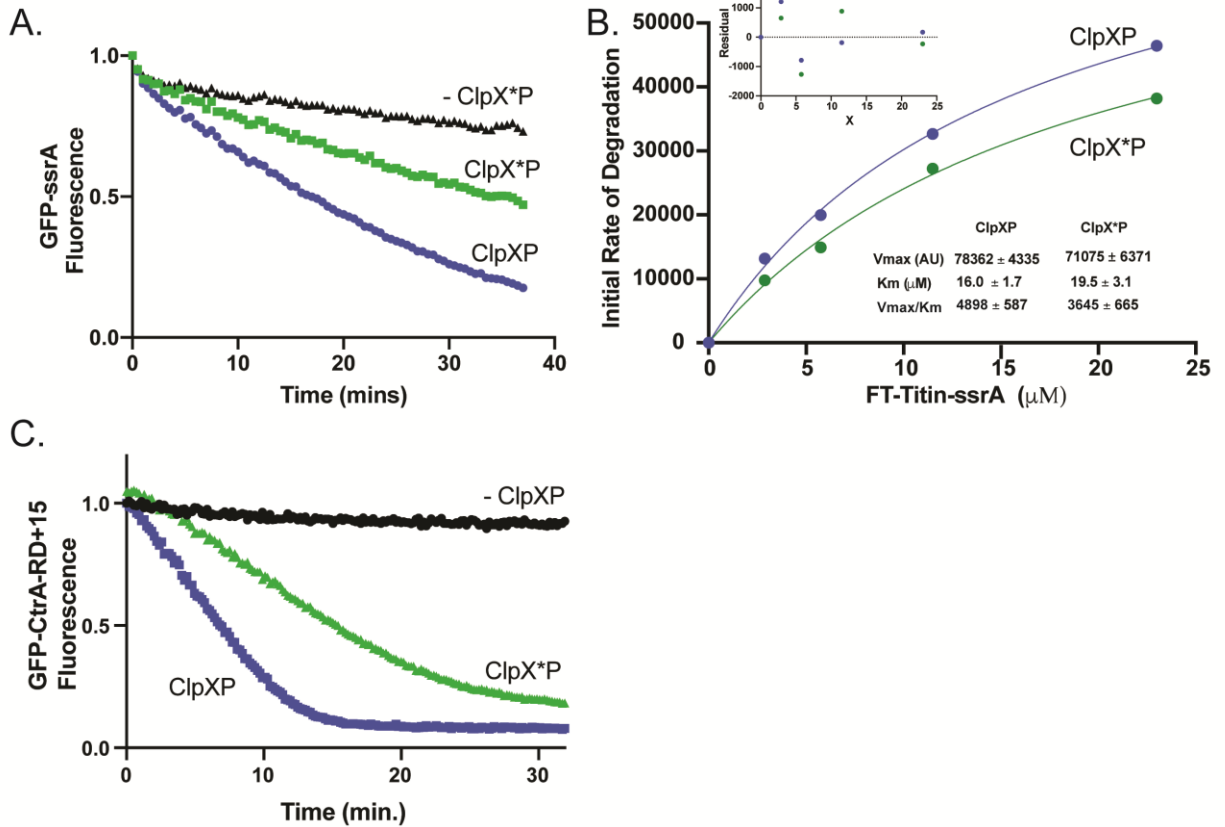 A.
1.0
0.5
0.0
GFP-ssrA
Fluorescence
- ClpX*P
ClpX*P
ClpXP
10
20
30
40
Time (mins)
B.
1000
0
-1000
-2000
Residual
0
5
10
15
20
25
X
50000
40000
30000
20000
10000
0
Initial Rate of Degradation
ClpXP
ClpX*P
ClpXP ClpX*P
Vmax (AU) 78362 ± 4335 71075 ± 6371
Km (μM) 16.0 ± 1.7 19.5 ± 3.1
Vmax/Km 4898 ± 587 3645 ± 665
0
5
10
15
20
25
FT-Titin-ssrA (μM)
C.
1.0
0.5
0.0
GFP-CtrA-RD+15
Fluorescence
- ClpXP
ClpX*P
ClpXP
0
10
20
30
Time (min.)